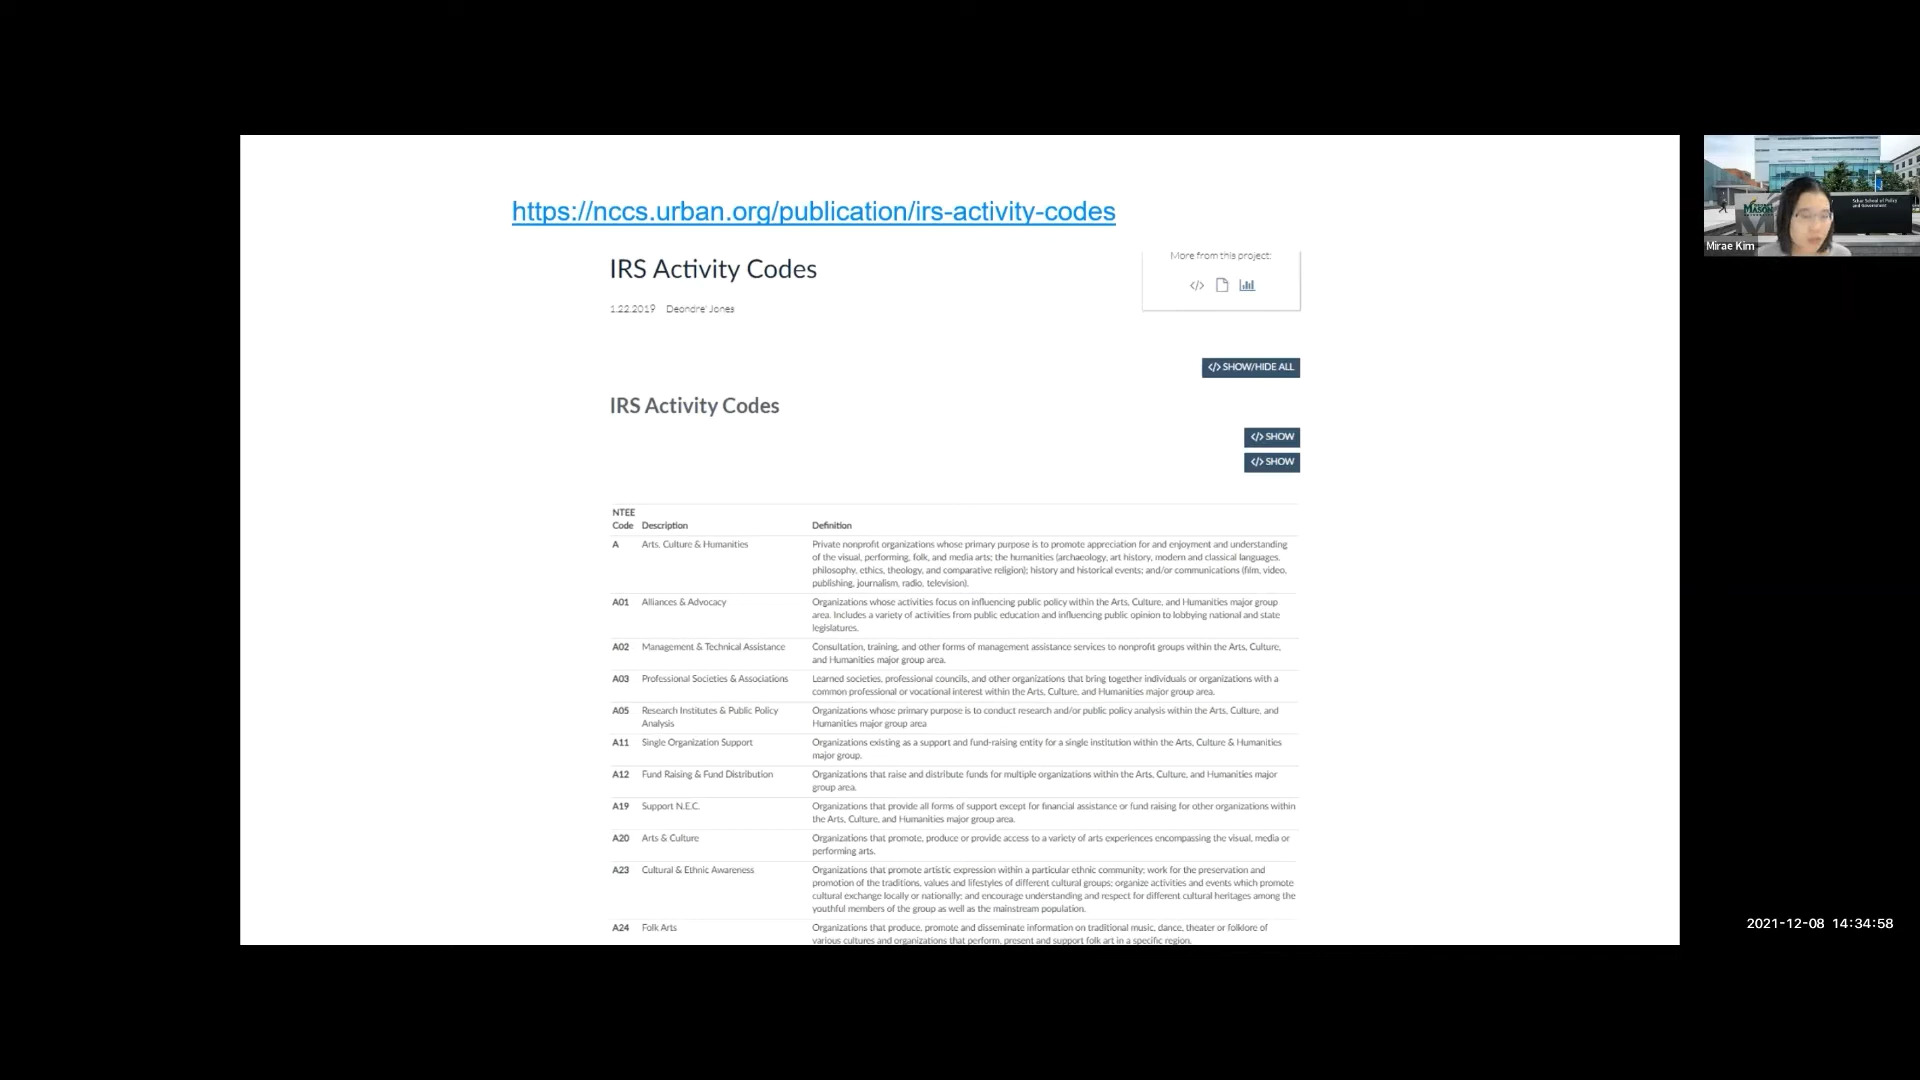 https://nccs.urban.org/publication/irs-activity-codes
IRS Activity Codes
More from this project:
1.22.2019 Deondre' Jones
</> SHOW/HIDE ALL
IRS Activity Codes
</> SHOW
</> SHOW
NTEE
Code Description Definition
A Arts, Culture & Humanities Private nonprofit organizations whose primary purpose is to promote appreciation for and enjoyment and understanding
of the visual, performing, folk, and media arts; the humanities (archaeology, art history, modern and classical languages,
philosophy, ethics, theology, and comparative religion); history and historical events; and/or communications (film, video,
publishing, journalism, radio, television).
A01 Alliances & Advocacy Organizations whose activities focus on influencing public policy within the Arts, Culture, and Humanities major group
area. Includes a variety of activities from public education and influencing public opinion to lobbying national and state
legislatures.
A02 Management & Technical Assistance Consultation, training, and other forms of management assistance services to nonprofit groups within the Arts, Culture,
and Humanities major group area.
A03 Professional Societies & Associations Learned societies, professional councils, and other organizations that bring together individuals or organizations with a
common professional or vocational interest within the Arts, Culture, and Humanities major group area.
A05 Research Institutes & Public Policy Organizations whose primary purpose is to conduct research and/or public policy analysis within the Arts, Culture, and
Analysis Humanities major group area
A11 Single Organization Support Organizations existing as a support and fund-raising entity for a single institution within the Arts, Culture & Humanities
major group.
A12 Fund Raising & Fund Distribution Organizations that raise and distribute funds for multiple organizations within the Arts, Culture, and Humanities major
group area.
A19 Support N.E.C. Organizations that provide all forms of support except for financial assistance or fund raising for other organizations within
the Arts, Culture, and Humanities major group area.
A20 Arts & Culture Organizations that promote, produce or provide access to a variety of arts experiences encompassing the visual, media or
performing arts.
A23 Cultural & Ethnic Awareness Organizations that promote artistic expression within a particular ethnic community; work for the preservation and
promotion of the traditions, values and lifestyles of different cultural groups; organize activities and events which promote
cultural exchange locally or nationally; and encourage understanding and respect for different cultural heritages among the
youthful members of the group as well as the mainstream population.
A24 Folk Arts Organizations that produce, promote and disseminate information on traditional music, dance, theater or folklore of
various cultures and organizations that perform, present and support folk art in a specific region.
MASON
Schar School of Policy
and Government
Mirae Kim
2021-12-08 14:34:58